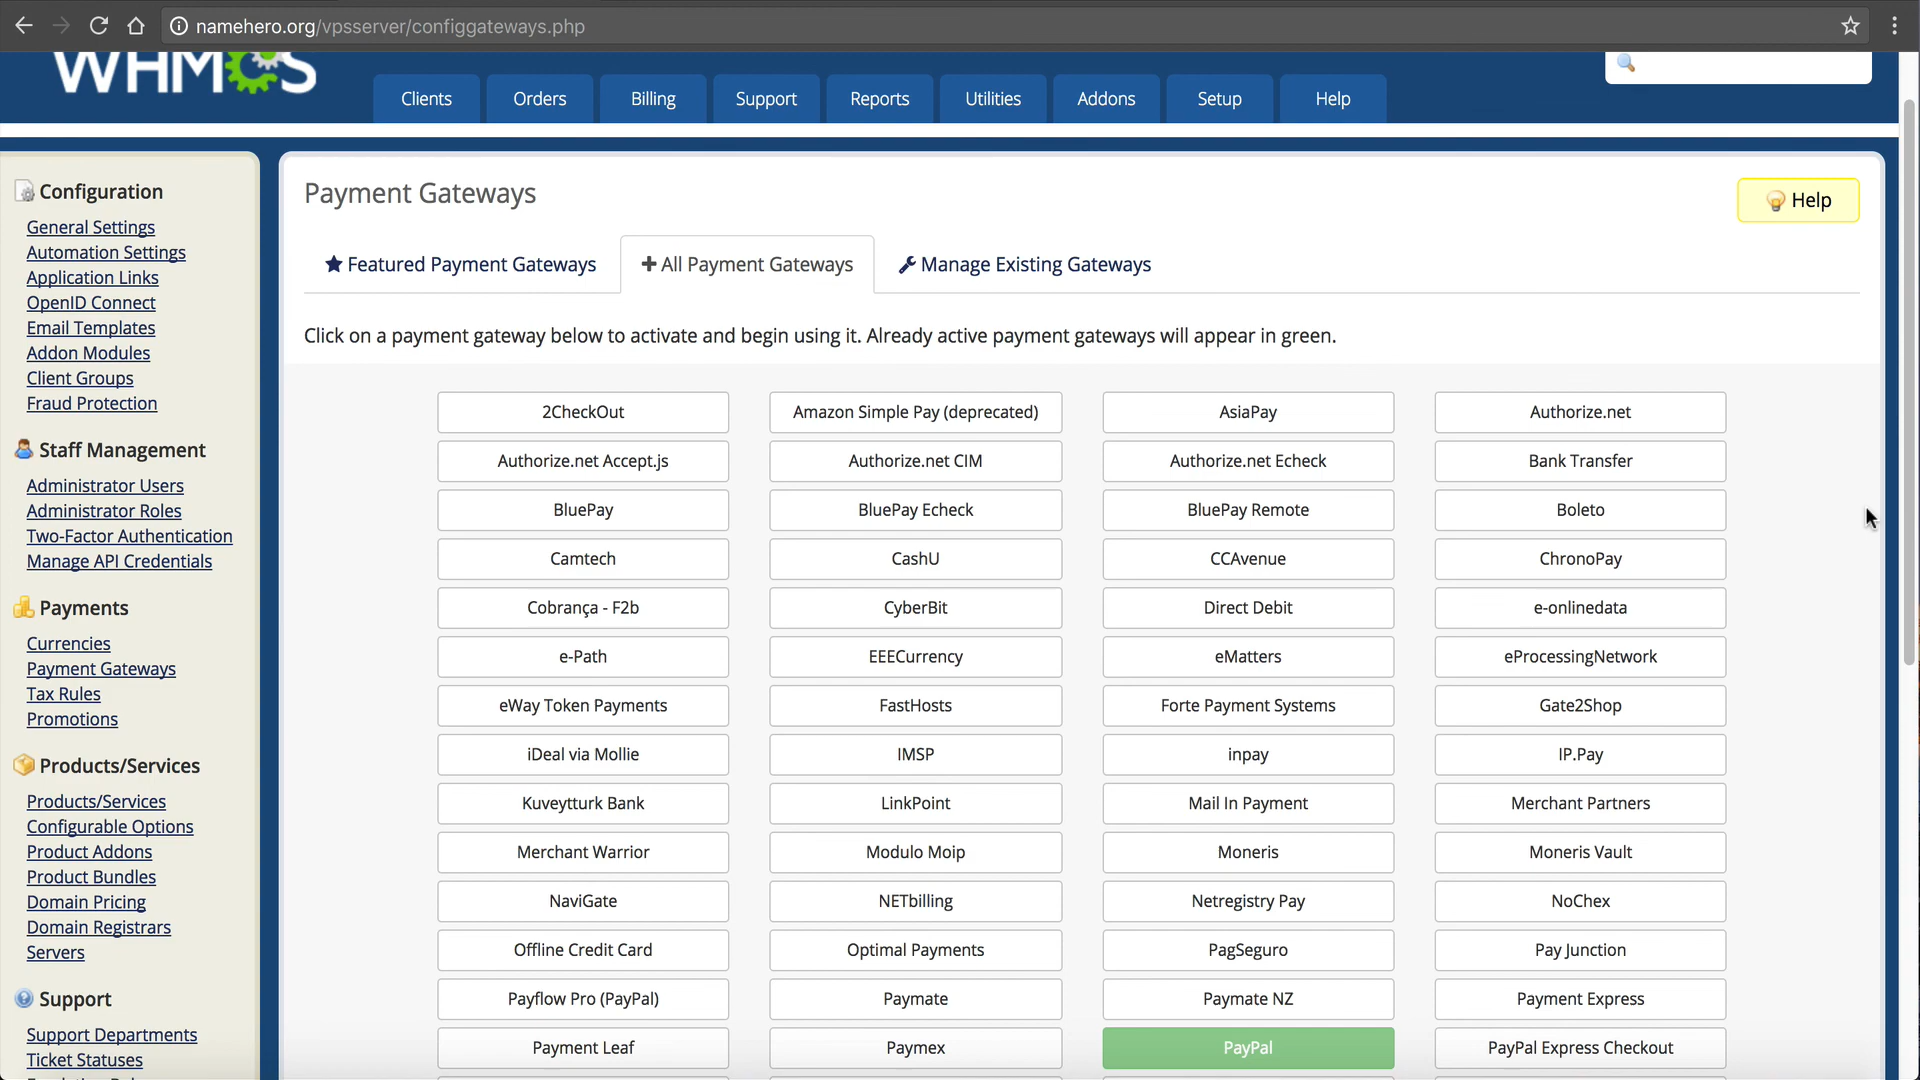 namehero.org/vpsserver/configgateways.php
WHMCS
Clients
Orders
Billing
Support
Reports
Utilities
Addons
Setup
Help
Configuration
General Settings
Automation Settings
Application Links
OpenID Connect
Email Templates
Addon Modules
Client Groups
Fraud Protection
Staff Management
Administrator Users
Administrator Roles
Two-Factor Authentication
Manage API Credentials
Payments
Currencies
Payment Gateways
Tax Rules
Promotions
Products/Services
Products/Services
Configurable Options
Product Addons
Product Bundles
Domain Pricing
Domain Registrars
Servers
Support
Support Departments
Ticket Statuses
Payment Gateways
Help
Featured Payment Gateways
All Payment Gateways
Manage Existing Gateways
Click on a payment gateway below to activate and begin using it. Already active payment gateways will appear in green.
2CheckOut
Amazon Simple Pay (deprecated)
AsiaPay
Authorize.net
Authorize.net Accept.js
Authorize.net CIM
Authorize.net Echeck
Bank Transfer
BluePay
BluePay Echeck
BluePay Remote
Boleto
Camtech
CashU
CCAvenue
ChronoPay
Cobrança - F2b
CyberBit
Direct Debit
e-onlinedata
e-Path
EEECurrency
eMatters
eProcessingNetwork
eWay Token Payments
FastHosts
Forte Payment Systems
Gate2Shop
iDeal via Mollie
IMSP
inpay
IP.Pay
Kuveytturk Bank
LinkPoint
Mail In Payment
Merchant Partners
Merchant Warrior
Modulo Moip
Moneris
Moneris Vault
NaviGate
NETbilling
Netregistry Pay
NoChex
Offline Credit Card
Optimal Payments
PagSeguro
Pay Junction
Payflow Pro (PayPal)
Paymate
Paymate NZ
Payment Express
Payment Leaf
Paymex
PayPal
PayPal Express Checkout